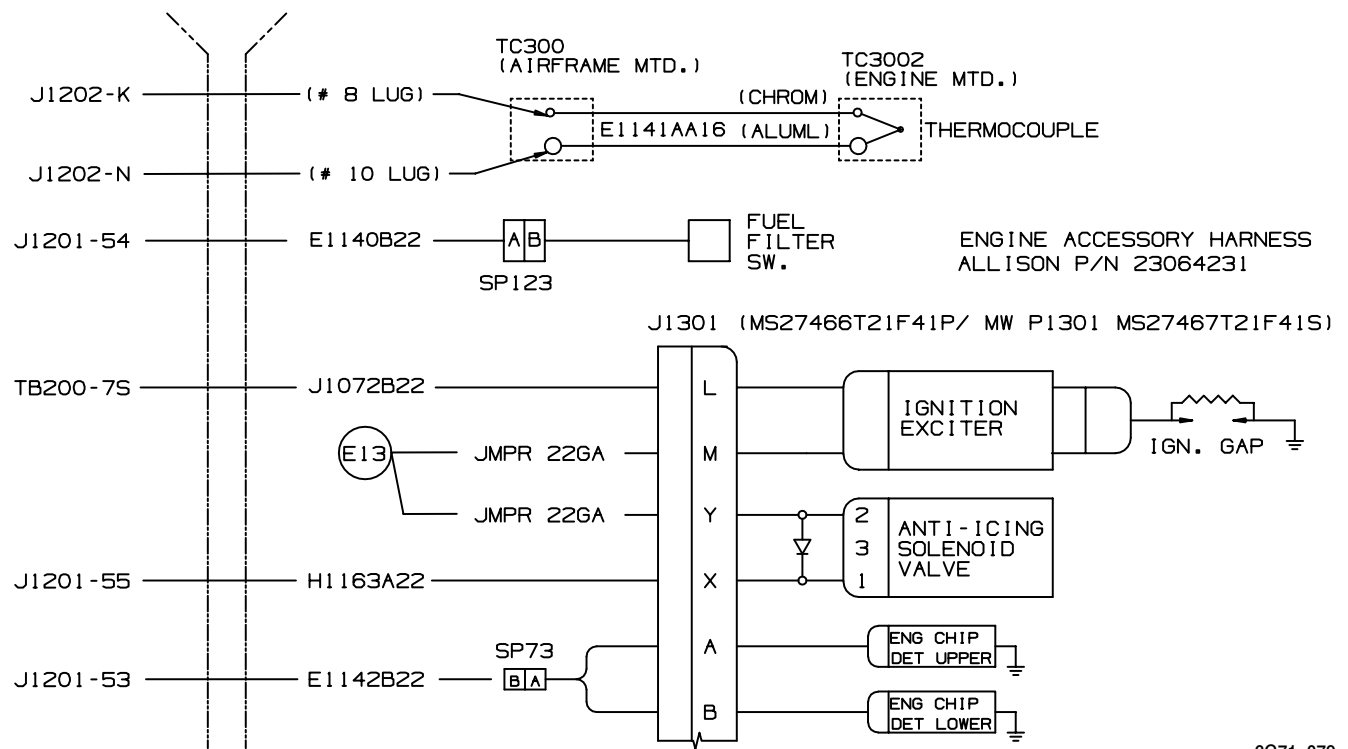 TC300
(AIRFRAME MTD.)
TC3002
(ENGINE MTD.)
J1202-K
(# 8 LUG)
(CHROM)
E1141AA16 (ALUML)
THERMOCOUPLE
J1202-N
(# 10 LUG)
J1201-54
E1140B22
A B
SP123
FUEL
FILTER
SW.
ENGINE ACCESSORY HARNESS
ALLISON P/N 23064231
J1301 (MS27466T21F41P/ MW P1301 MS27467T21F41S)
TB200-7S
J1072B22
L
IGNITION
EXCITER
IGN. GAP
E13
JMPR 22GA
M
JMPR 22GA
Y
2
3
1
ANTI-ICING
SOLENOID
VALVE
J1201-55
H1163A22
X
A
ENG CHIP
DET UPPER
J1201-53
E1142B22
SP73
B A
B
ENG CHIP
DET LOWER